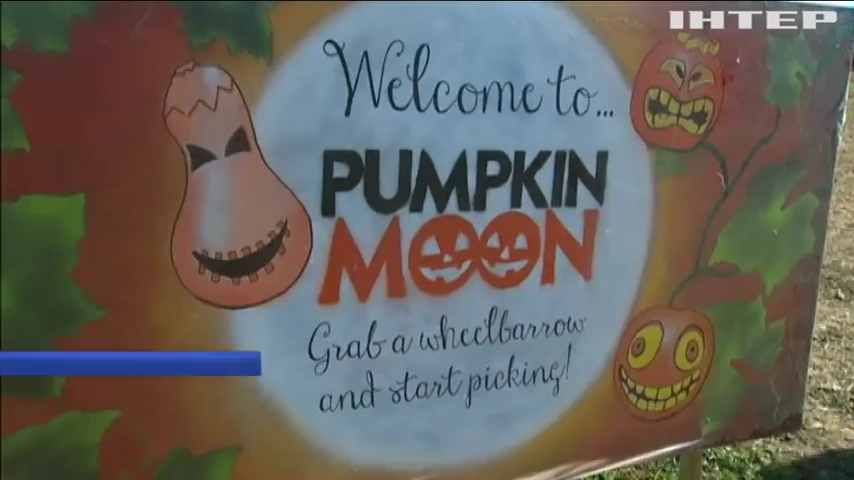 ІНТЕР
Welcome to...
PUMPKIN
MOON
Grab a wheelbarrow
and start picking!